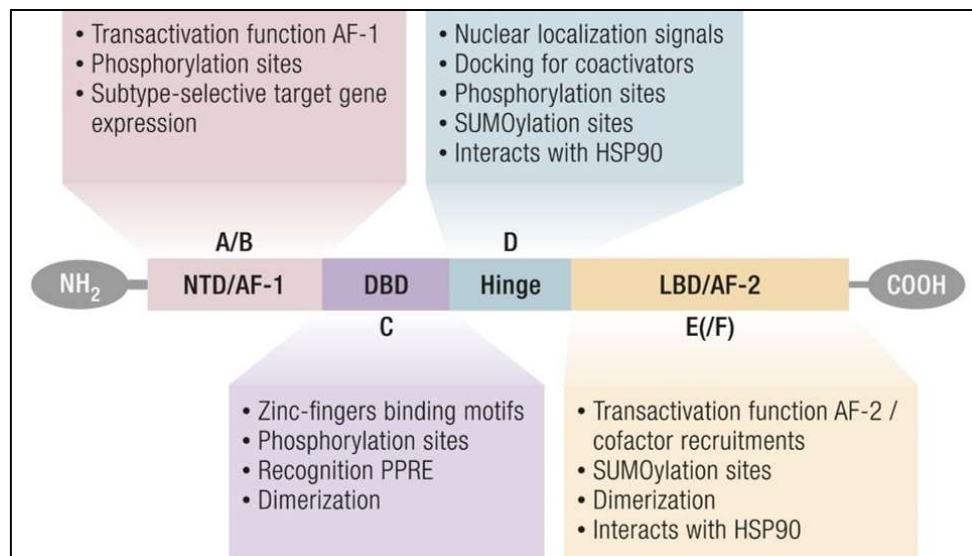 • Transactivation function AF-1
• Phosphorylation sites
• Subtype-selective target gene
expression
• Nuclear localization signals
• Docking for coactivators
• Phosphorylation sites
• SUMOylation sites
• Interacts with HSP90
A/B
D
NH₂
NTD/AF-1
DBD
Hinge
LBD/AF-2
COOH
C
E(/F)
• Zinc-fingers binding motifs
• Phosphorylation sites
• Recognition PPRE
• Dimerization
• Transactivation function AF-2 /
cofactor recruitments
• SUMOylation sites
• Dimerization
• Interacts with HSP90